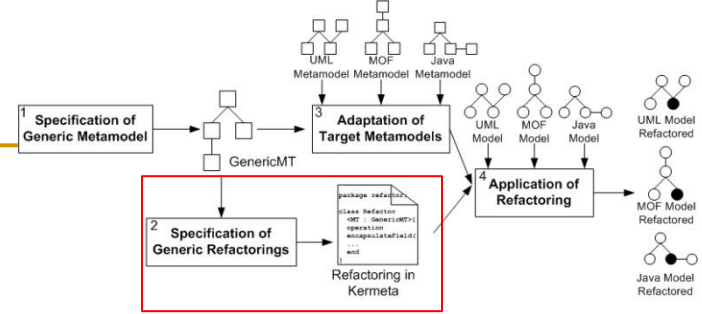 1
Specification of
Generic Metamodel
GenericMT
UML
Metamodel
MOF
Metamodel
Java
Metamodel
3
Adaptation of
Target Metamodels
2
Specification of
Generic Refactorings
package refactor;
class Refactor
<MT : GenericMT>{
operation
encapsulateField(
...
end
}
Refactoring in
Kermeta
UML
Model
MOF
Model
Java
Model
4
Application of
Refactoring
UML Model
Refactored
MOF Model
Refactored
Java Model
Refactored